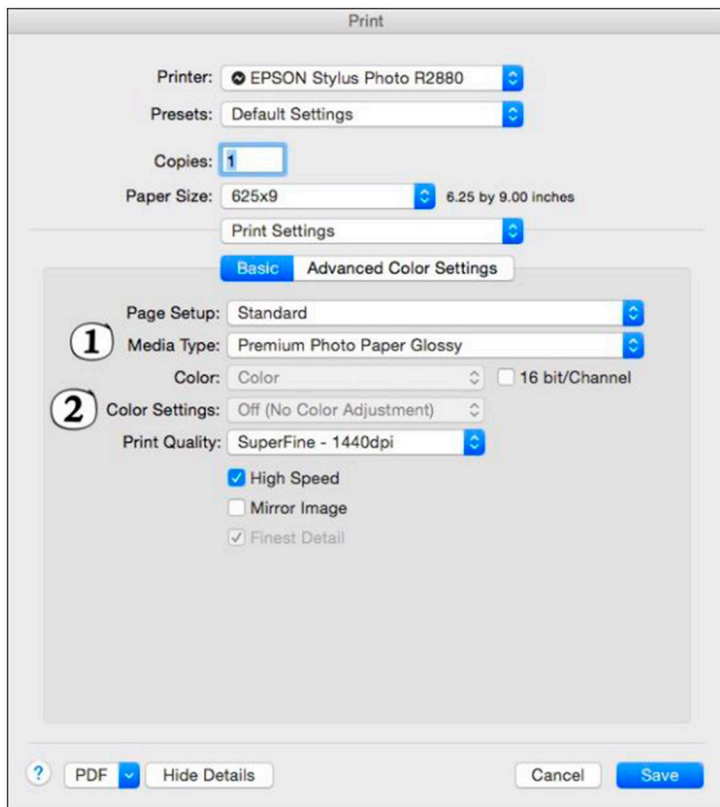 Print
Printer: EPSON Stylus Photo R2880
Presets: Default Settings
Copies: 1
Paper Size: 625x9 6.25 by 9.00 inches
Print Settings
Basic Advanced Color Settings
Page Setup: Standard
1 Media Type: Premium Photo Paper Glossy
Color: Color 16 bit/Channel
2 Color Settings: Off (No Color Adjustment)
Print Quality: SuperFine - 1440dpi
High Speed
Mirror Image
Finest Detail
? PDF Hide Details Cancel Save